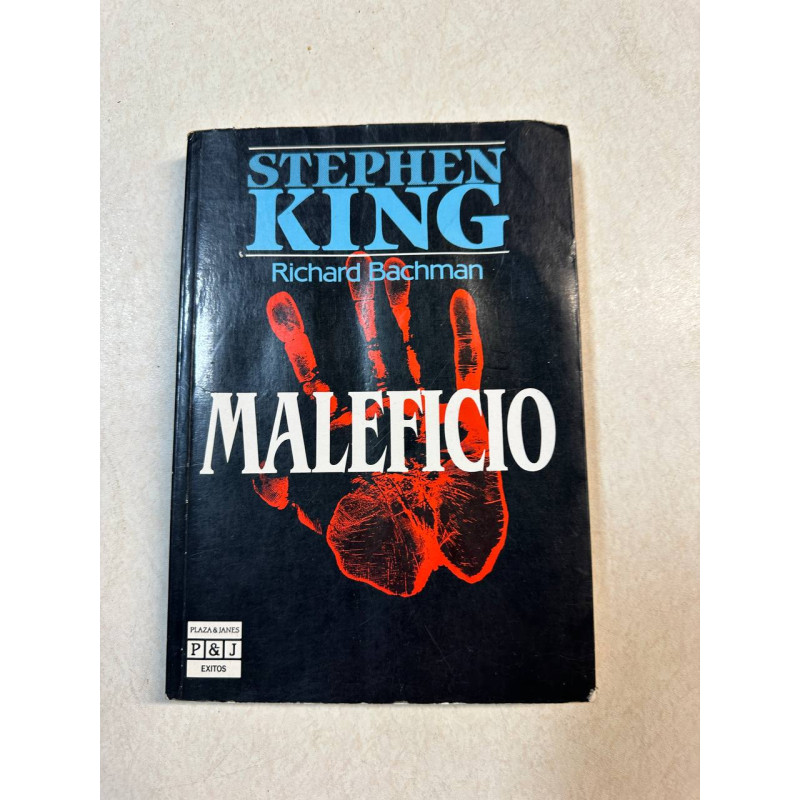 STEPHEN
KING
Richard Bachman
MALEFICIO
PLAZA & JANES
P & J
EXITOS